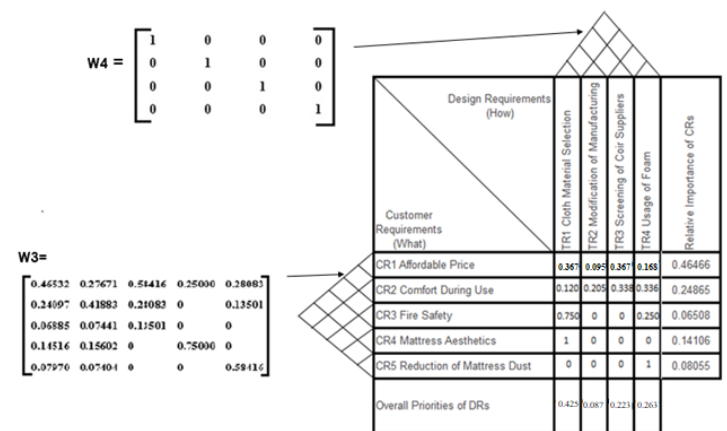 W4 =
1 0 0 0
0 1 0 0
0 0 1 0
0 0 0 1
Design Requirements
(How)
TR1 Cloth Material Selection
TR2 Modification of Manufacturing
TR3 Screening of Coir Suppliers
TR4 Usage of Foam
Relative Importance of CRs
Customer
Requirements
(What)
W3=
0.46532 0.27671 0.58416 0.25000 0.28083
0.24097 0.41883 0.28083 0 0.13501
0.06885 0.07441 0.13501 0 0
0.14516 0.15602 0 0.75000 0
0.07970 0.07404 0 0 0.58416
CR1 Affordable Price 0.367 0.095 0.367 0.168 0.46466
CR2 Comfort During Use 0.120 0.205 0.338 0.336 0.24865
CR3 Fire Safety 0.750 0 0 0.250 0.06508
CR4 Mattress Aesthetics 1 0 0 0 0.14106
CR5 Reduction of Mattress Dust 0 0 0 1 0.08055
Overall Priorities of DRs 0.425 0.087 0.223 0.263